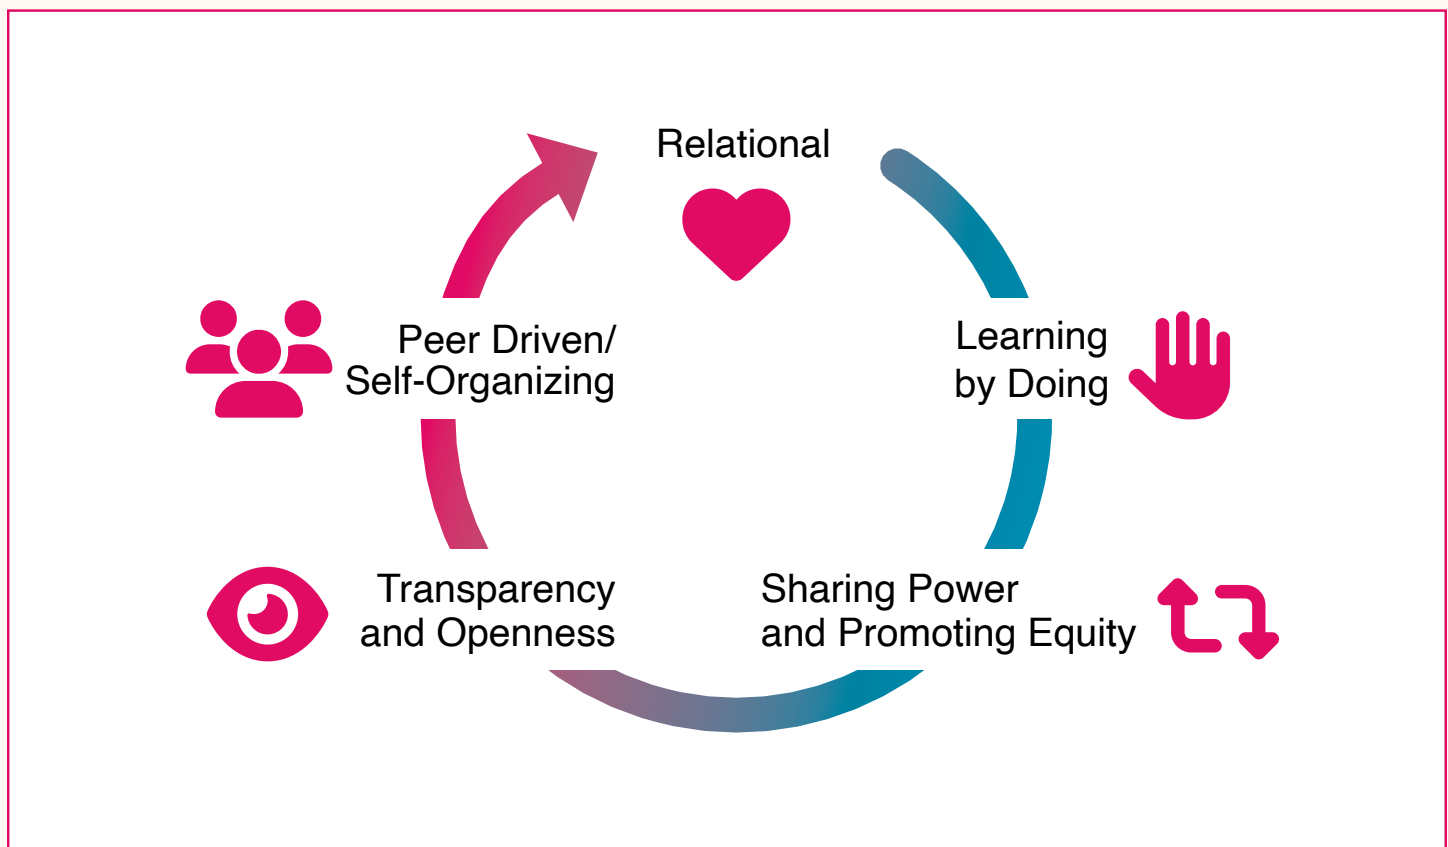 Relational
Learning
by Doing
Sharing Power
and Promoting Equity
Transparency
and Openness
Peer Driven/
Self-Organizing